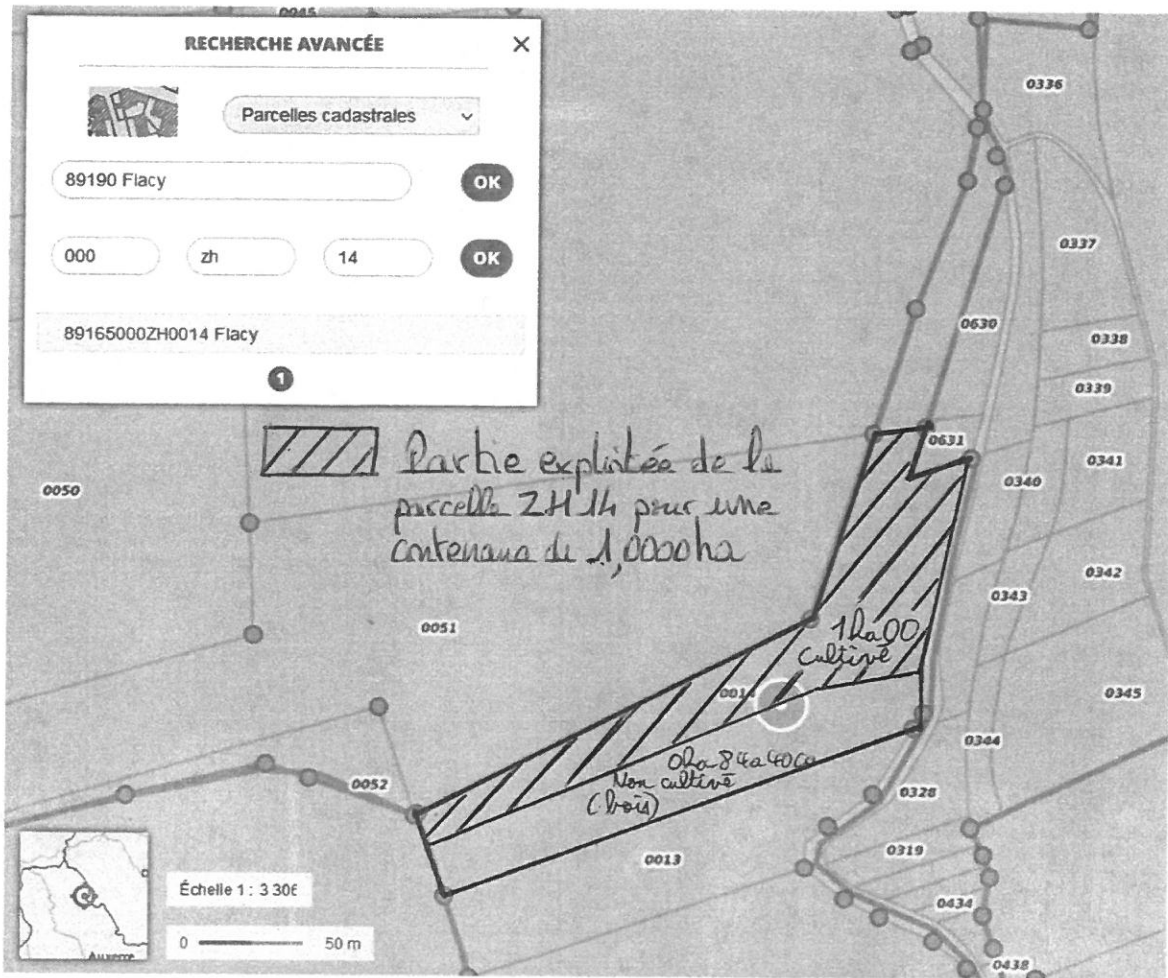 0045
RECHERCHE AVANCÉE
×
Parcelles cadastrales
89190 Flacy
OK
000
zh
14
OK
89165000ZH0014 Flacy
1
0336
0337
0630
0338
0339
0631
0341
0340
0050
Partie exploitée de la
parcelle ZH 14 pour une
contenance de 1,0000ha
0342
0343
0051
1ha00
cultivé
0014
0345
0344
0ha84a40ca
Non cultivé
(bois)
0052
0328
0013
0319
0434
0438
Échelle 1 : 3 306
0
50 m
Auxerre